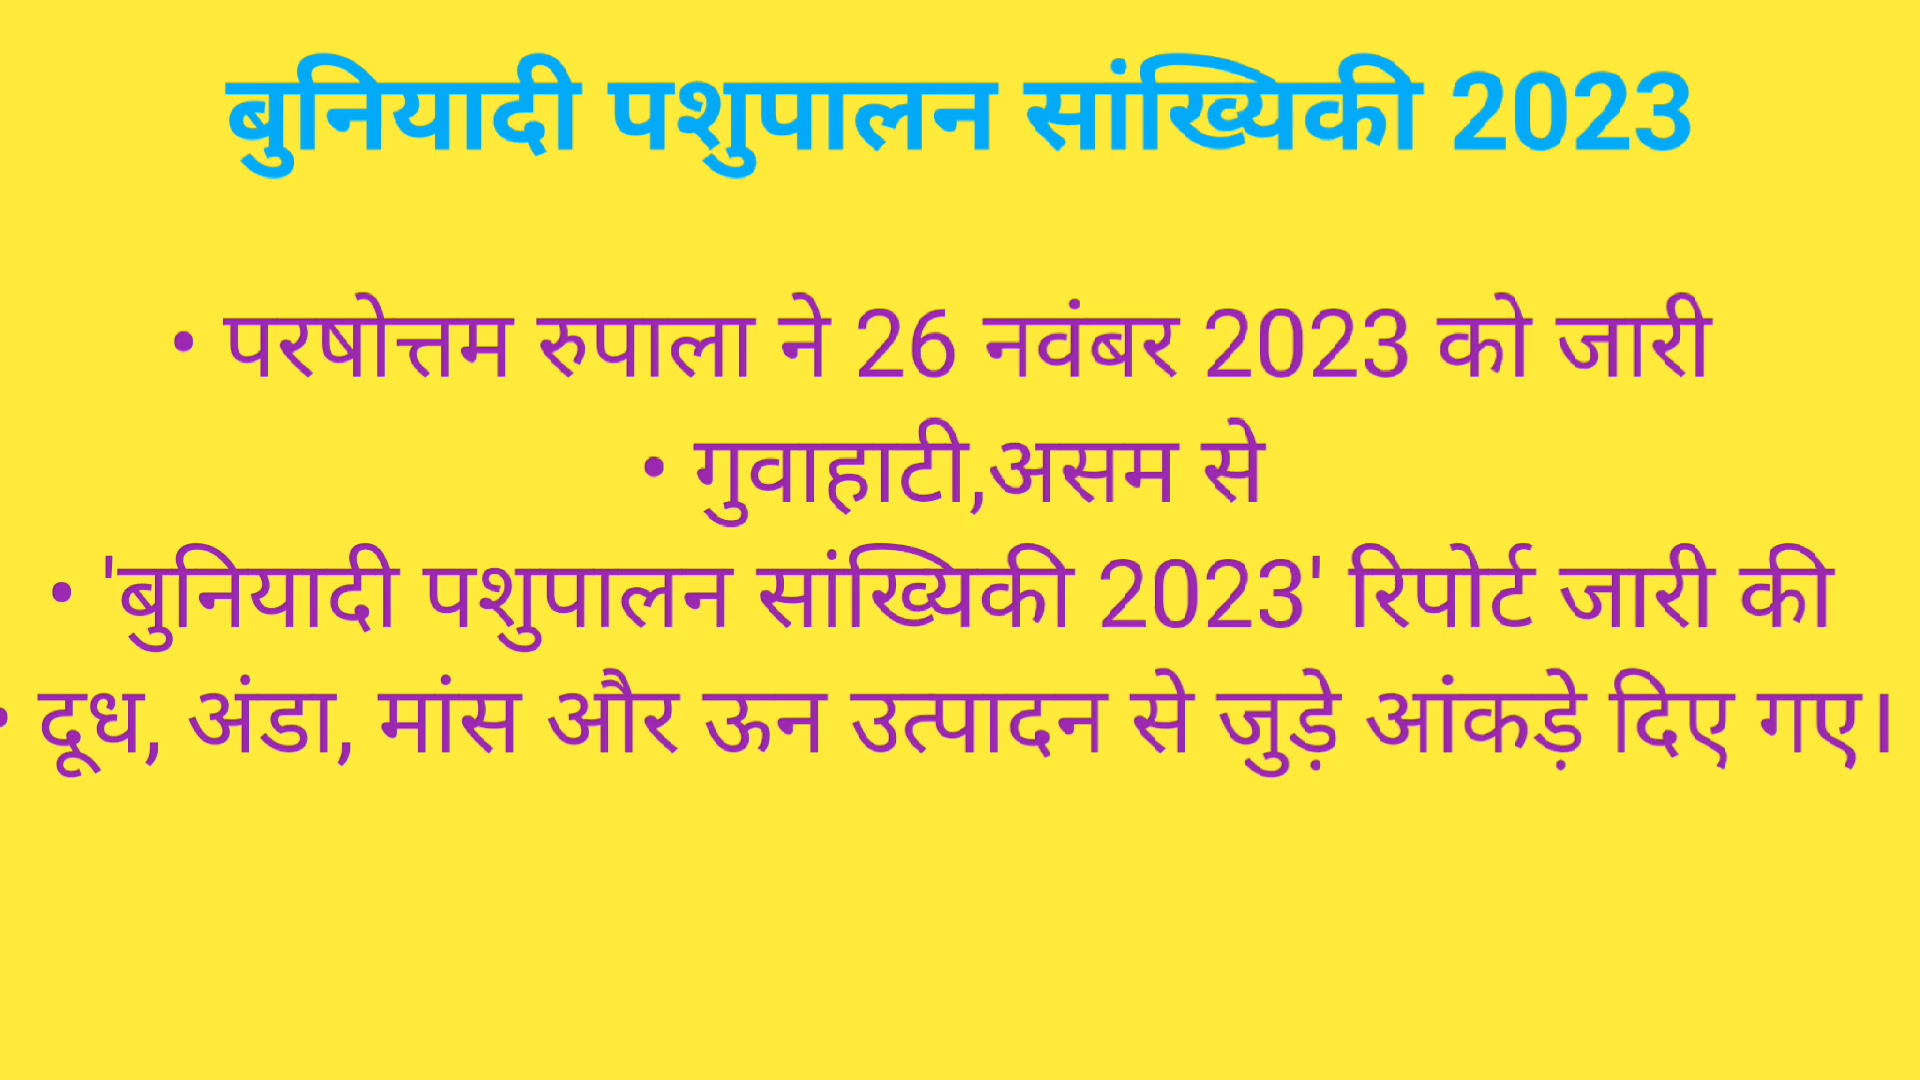 बुनियादी पशुपालन सांख्यिकी 2023
• परषोत्तम रुपाला ने 26 नवंबर 2023 को जारी
• गुवाहाटी,असम से
• 'बुनियादी पशुपालन सांख्यिकी 2023' रिपोर्ट जारी की
• दूध, अंडा, मांस और ऊन उत्पादन से जुड़े आंकड़े दिए गए।